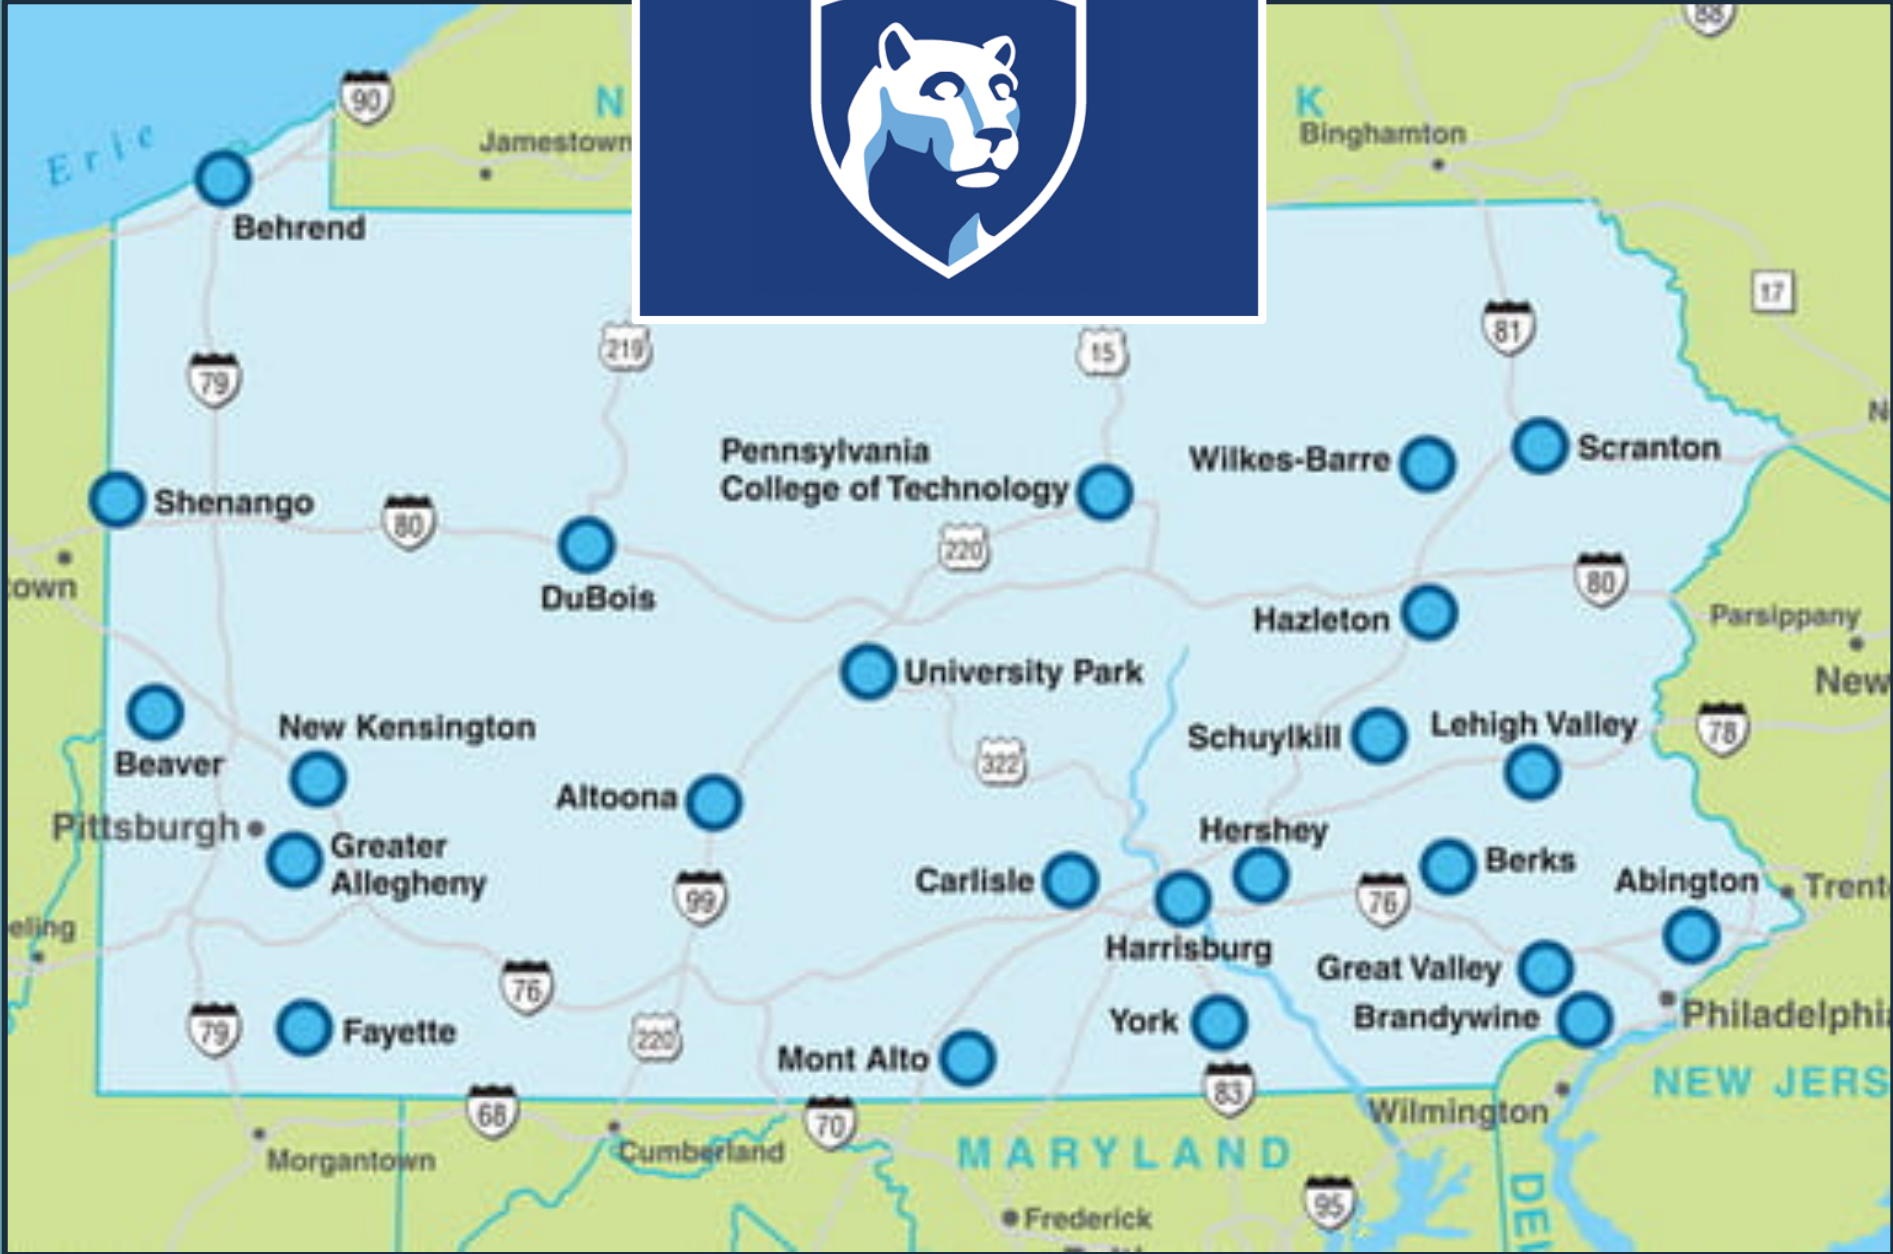 88
90
N
K
Erie
Jamestown
Binghamton
Behrend
17
219
15
81
79
Pennsylvania
College of Technology
Wilkes-Barre
Scranton
Shenango
80
220
DuBois
80
town
Hazleton
Parsippany
University Park
New
Beaver
New Kensington
Schuylkill
Lehigh Valley
78
322
Altoona
Pittsburgh
Greater
Allegheny
Hershey
Carlisle
Berks
Abington
99
76
Trent
eling
Harrisburg
Great Valley
76
Brandywine
Philadelphia
79
Fayette
220
York
Mont Alto
83
NEW JERS
68
70
Wilmington
Morgantown
Cumberland
MARYLAND
95
DEL
Frederick